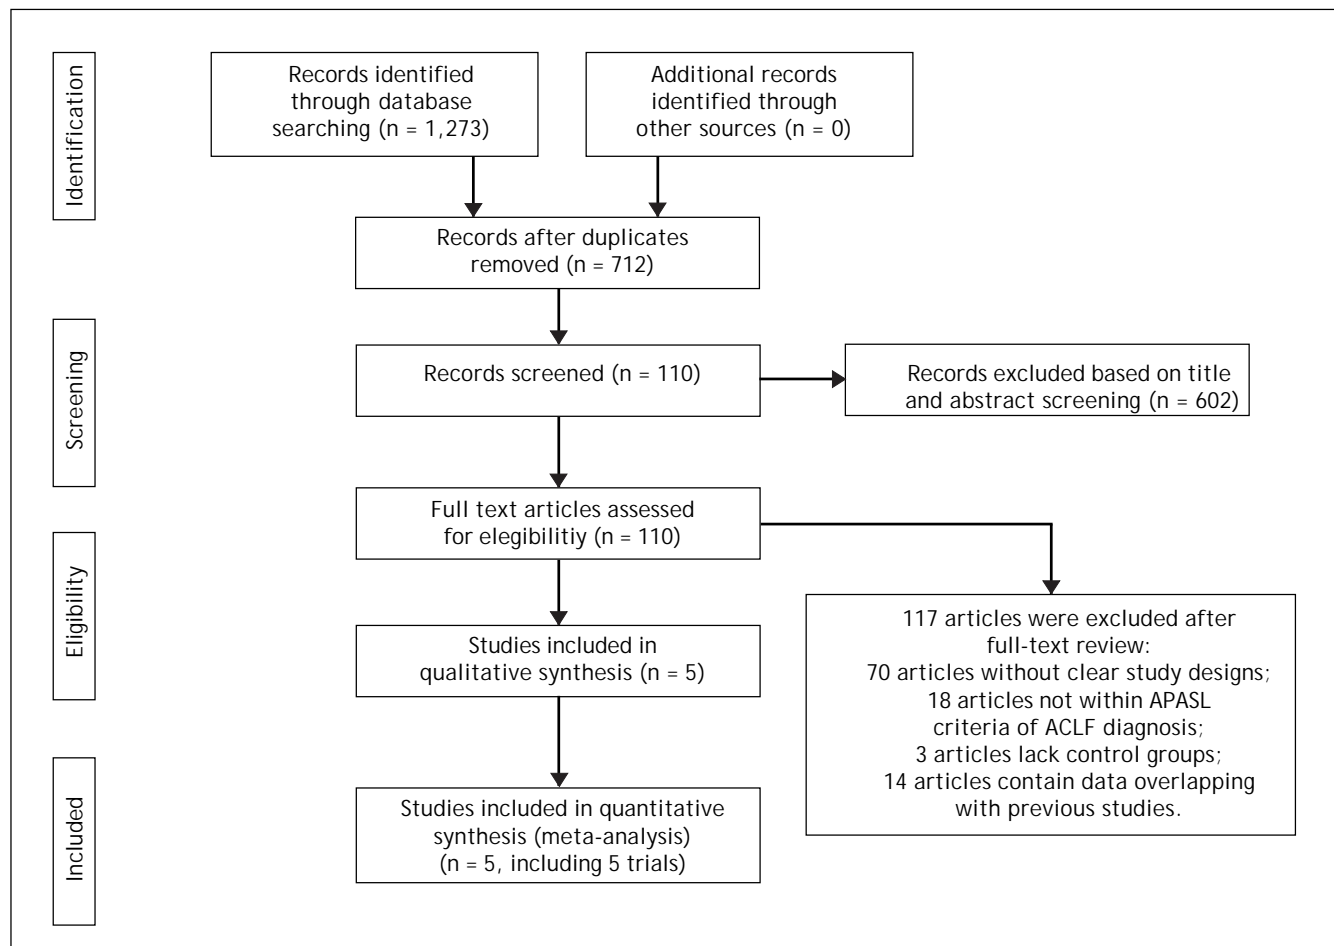 Identification
Records identified
through database
searching (n = 1,273)
Additional records
identified through
other sources (n = 0)
Records after duplicates
removed (n = 712)
Screening
Records screened (n = 110)
Records excluded based on title
and abstract screening (n = 602)
Full text articles assessed
for elegibilitiy (n = 110)
Eligibility
117 articles were excluded after
full-text review:
70 articles without clear study designs;
18 articles not within APASL
criteria of ACLF diagnosis;
3 articles lack control groups;
14 articles contain data overlapping
with previous studies.
Studies included in
qualitative synthesis (n = 5)
Included
Studies included in quantitative
synthesis (meta-analysis)
(n = 5, including 5 trials)